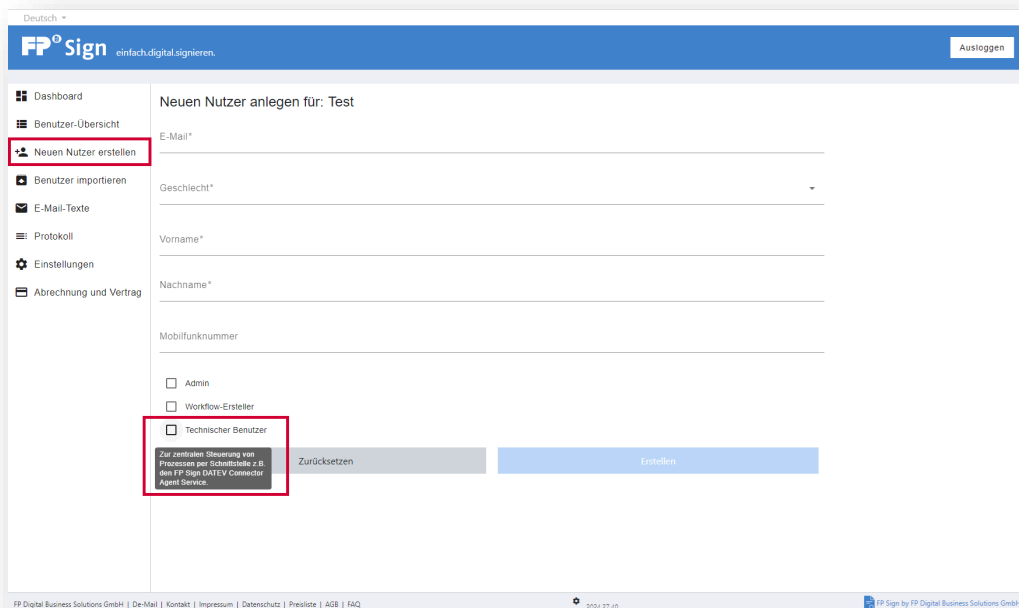 Deutsch
FP Sign einfach.digital.signieren.
Ausloggen
Dashboard
Benutzer-Übersicht
Neuen Nutzer erstellen
Benutzer importieren
E-Mail-Texte
Protokoll
Einstellungen
Abrechnung und Vertrag
Neuen Nutzer anlegen für: Test
E-Mail*
Geschlecht*
Vorname*
Nachname*
Mobilfunknummer
Admin
Workflow-Ersteller
Technischer Benutzer
Zur zentralen Steuerung von
Prozessen per Schnittstelle z.B.
den FP Sign DATEV Connector
Agent Service.
Zurücksetzen
Erstellen
FP Digital Business Solutions GmbH | De-Mail | Kontakt | Impressum | Datenschutz | Preisliste | AGB | FAQ
FP Sign by FP Digital Business Solutions GmbH